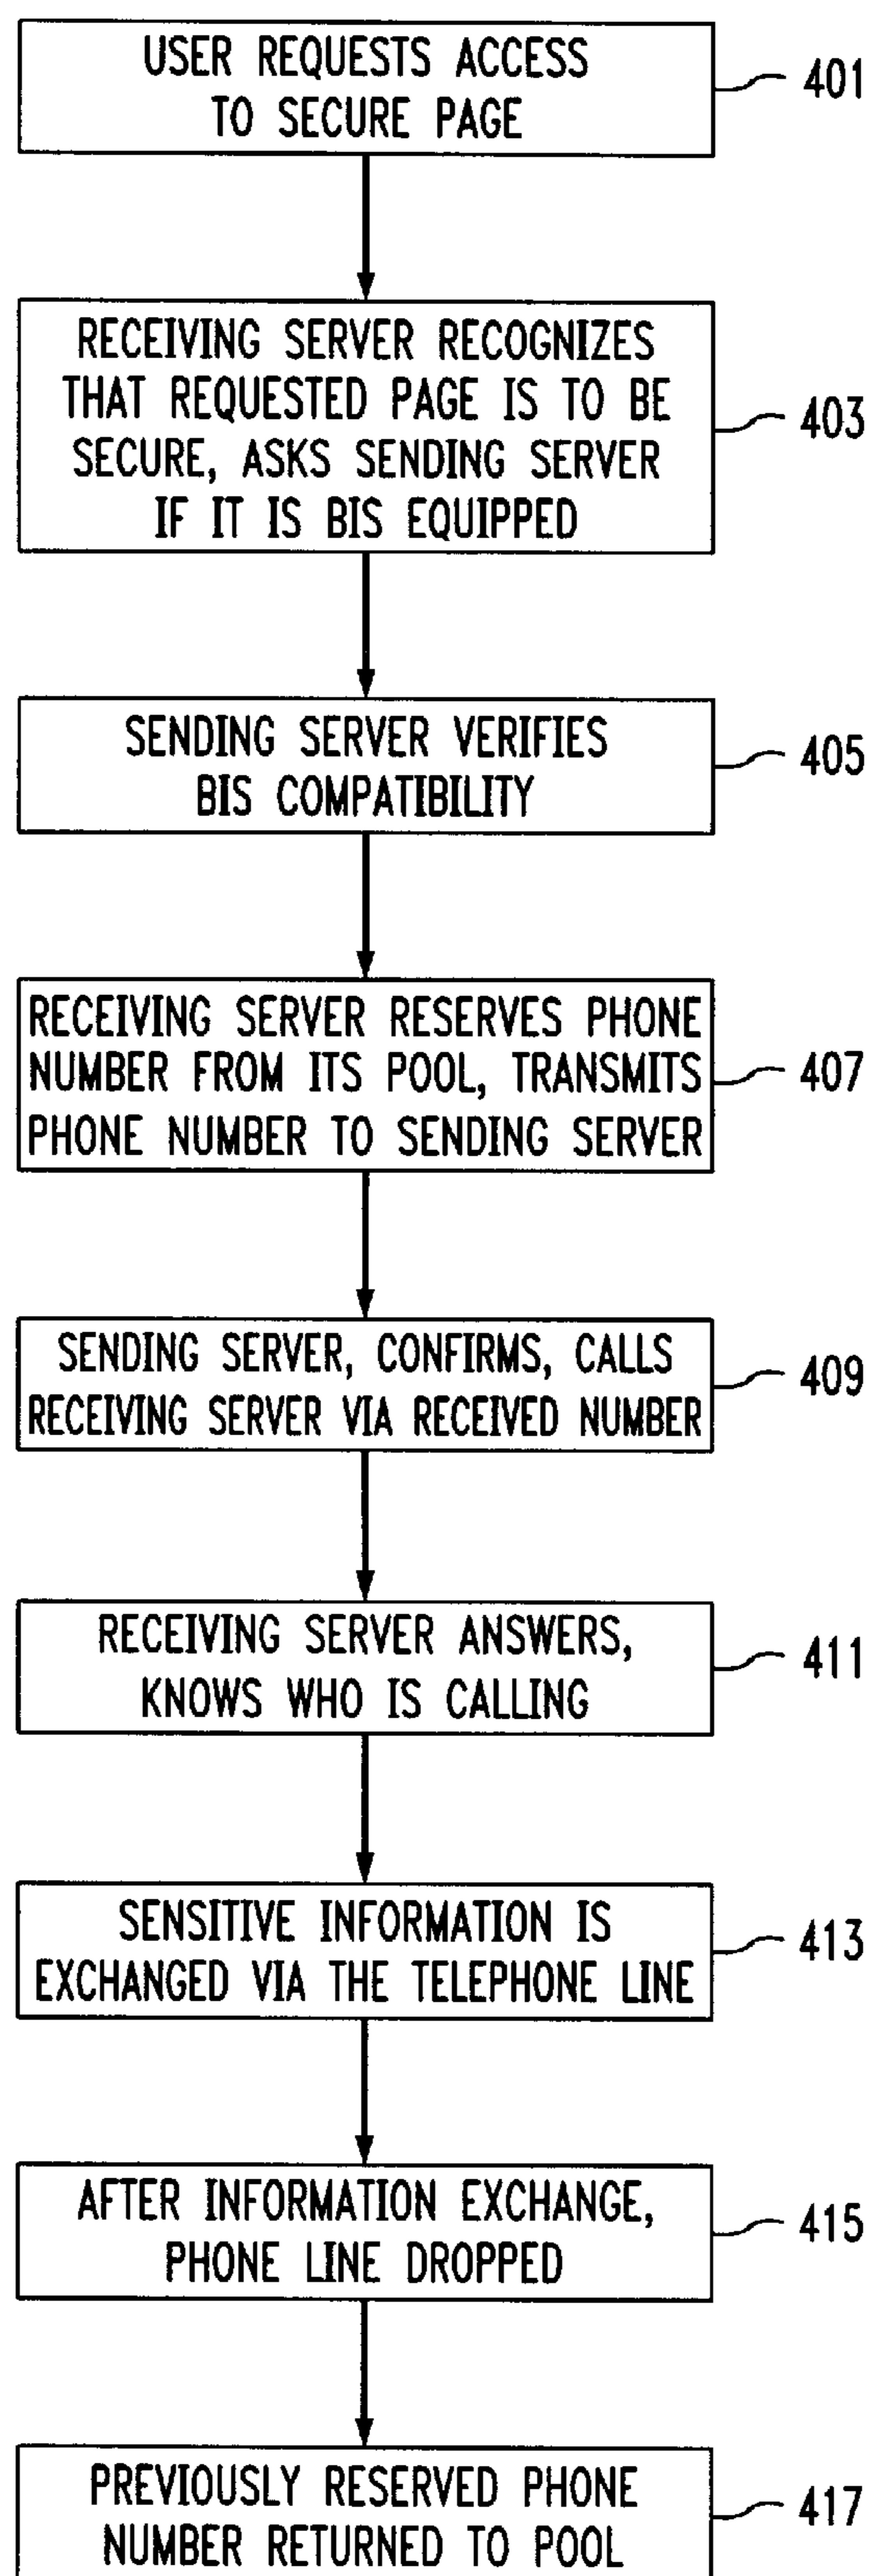 USER REQUESTS ACCESS
TO SECURE PAGE
401
RECEIVING SERVER RECOGNIZES
THAT REQUESTED PAGE IS TO BE
SECURE, ASKS SENDING SERVER
IF IT IS BIS EQUIPPED
403
SENDING SERVER VERIFIES
BIS COMPATIBILITY
405
RECEIVING SERVER RESERVES PHONE
NUMBER FROM ITS POOL, TRANSMITS
PHONE NUMBER TO SENDING SERVER
407
SENDING SERVER, CONFIRMS, CALLS
RECEIVING SERVER VIA RECEIVED NUMBER
409
RECEIVING SERVER ANSWERS,
KNOWS WHO IS CALLING
411
SENSITIVE INFORMATION IS
EXCHANGED VIA THE TELEPHONE LINE
413
AFTER INFORMATION EXCHANGE,
PHONE LINE DROPPED
415
PREVIOUSLY RESERVED PHONE
NUMBER RETURNED TO POOL
417